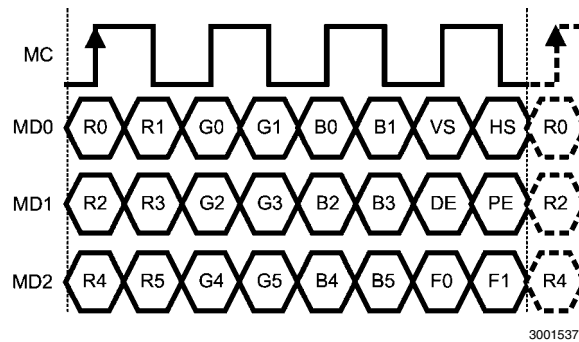 MC
MD0 R0 R1 G0 G1 B0 B1 VS HS R0
MD1 R2 R3 G2 G3 B2 B3 DE PE R2
MD2 R4 R5 G4 G5 B4 B5 F0 F1 R4
3001537